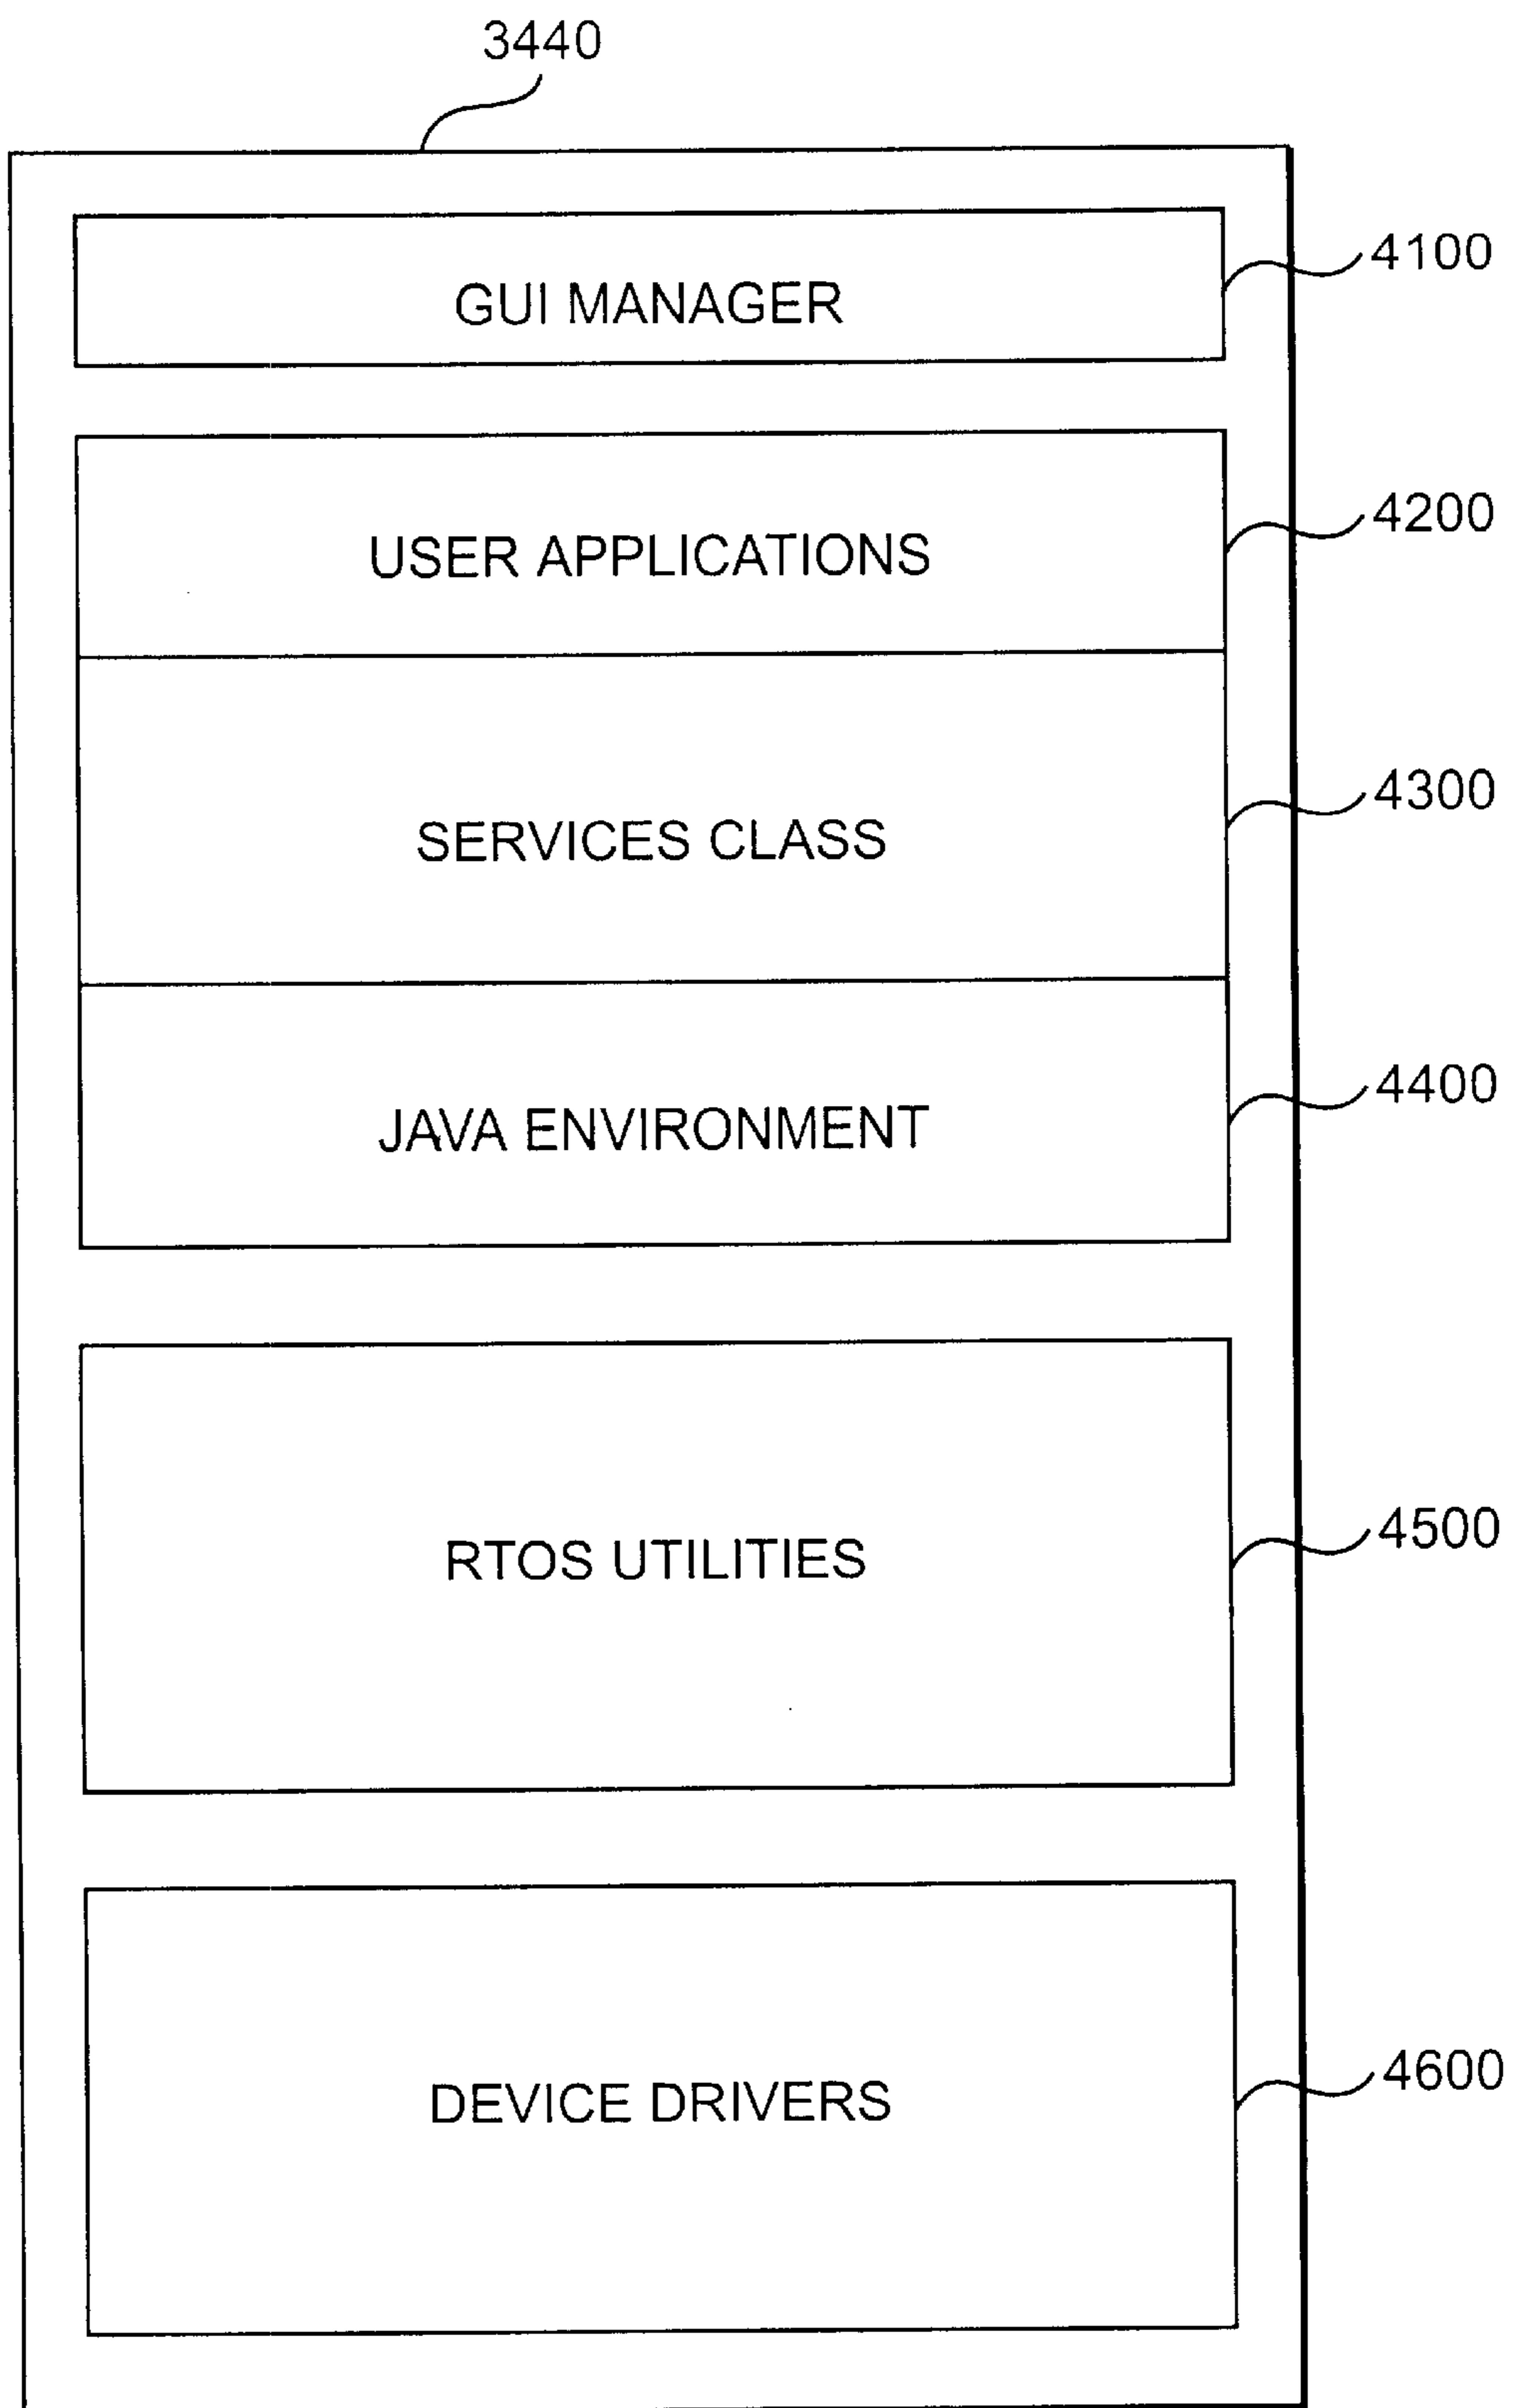 3440
GUI MANAGER
4100
USER APPLICATIONS
4200
SERVICES CLASS
4300
JAVA ENVIRONMENT
4400
RTOS UTILITIES
4500
DEVICE DRIVERS
4600